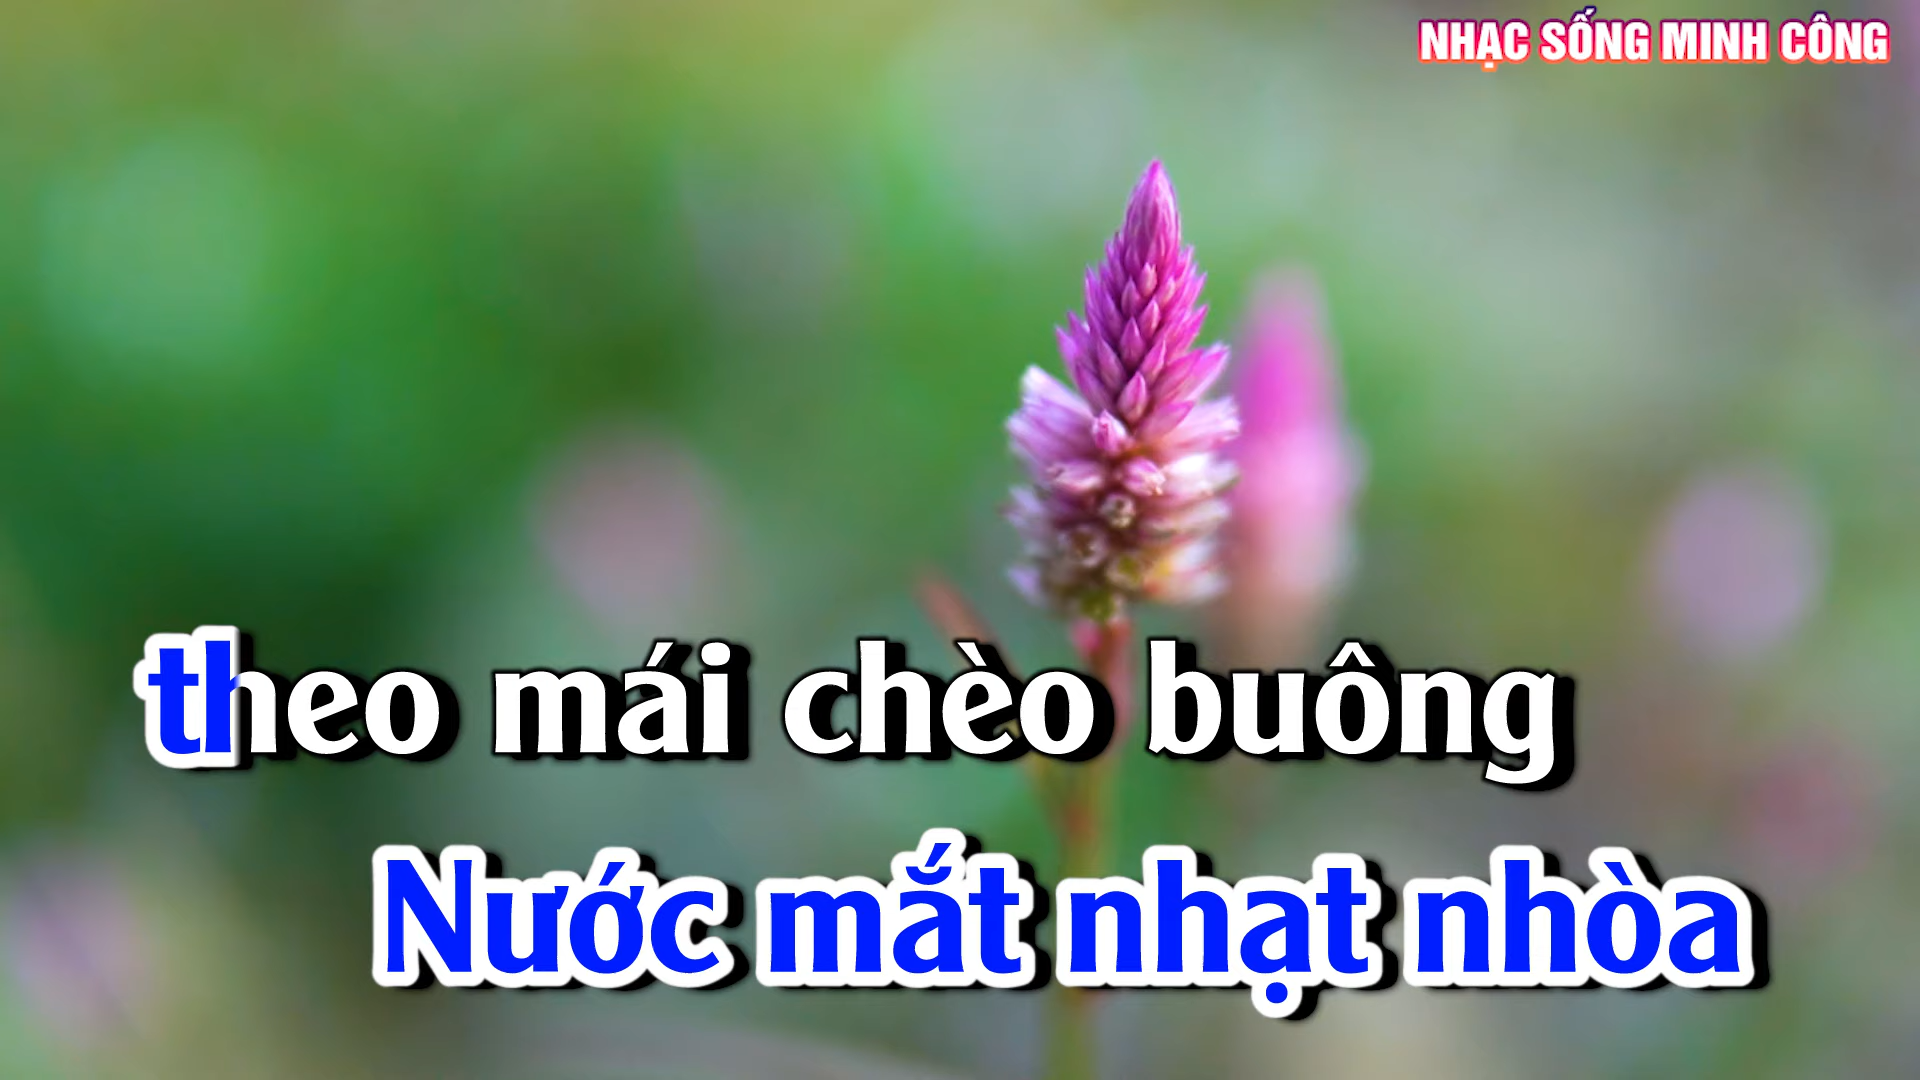 NHẠC SỐNG MINH CÔNG
theo mái chèo buông
Nước mắt nhạt nhòa